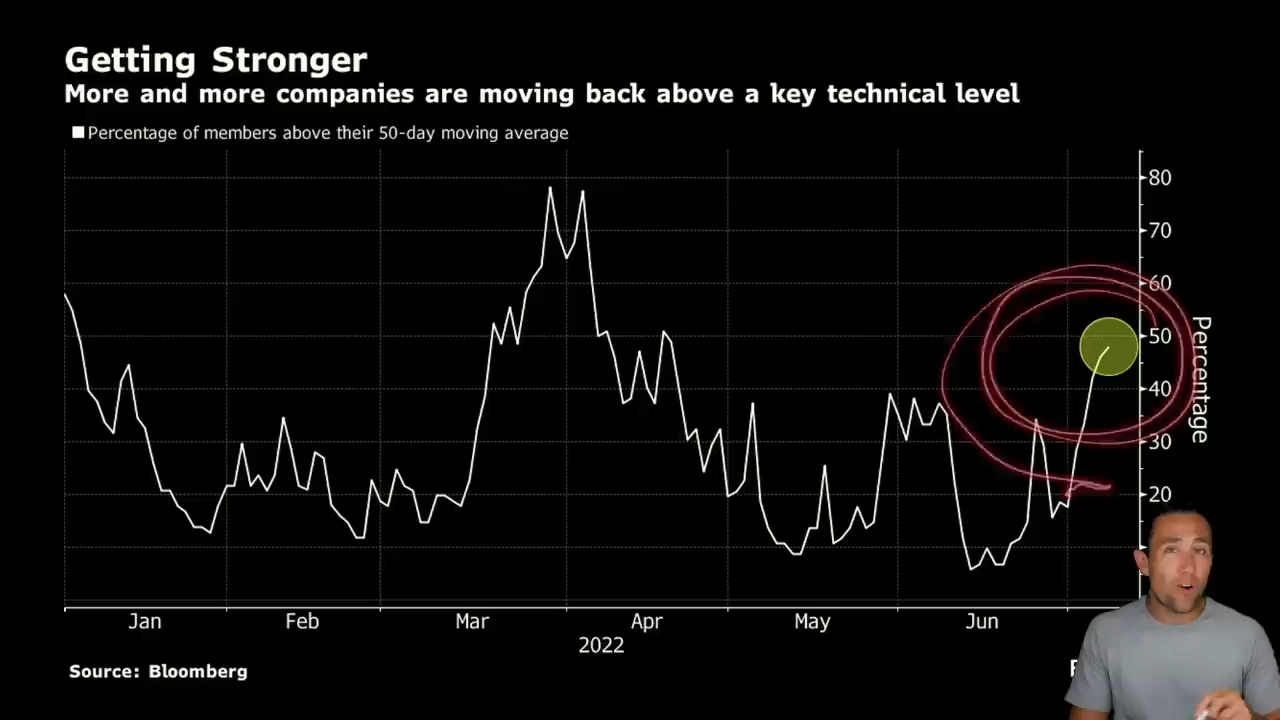 Getting Stronger
More and more companies are moving back above a key technical level
Percentage of members above their 50-day moving average
80
70
60
50
40
30
20
Percentage
Jan Feb Mar Apr May Jun
2022
Source: Bloomberg